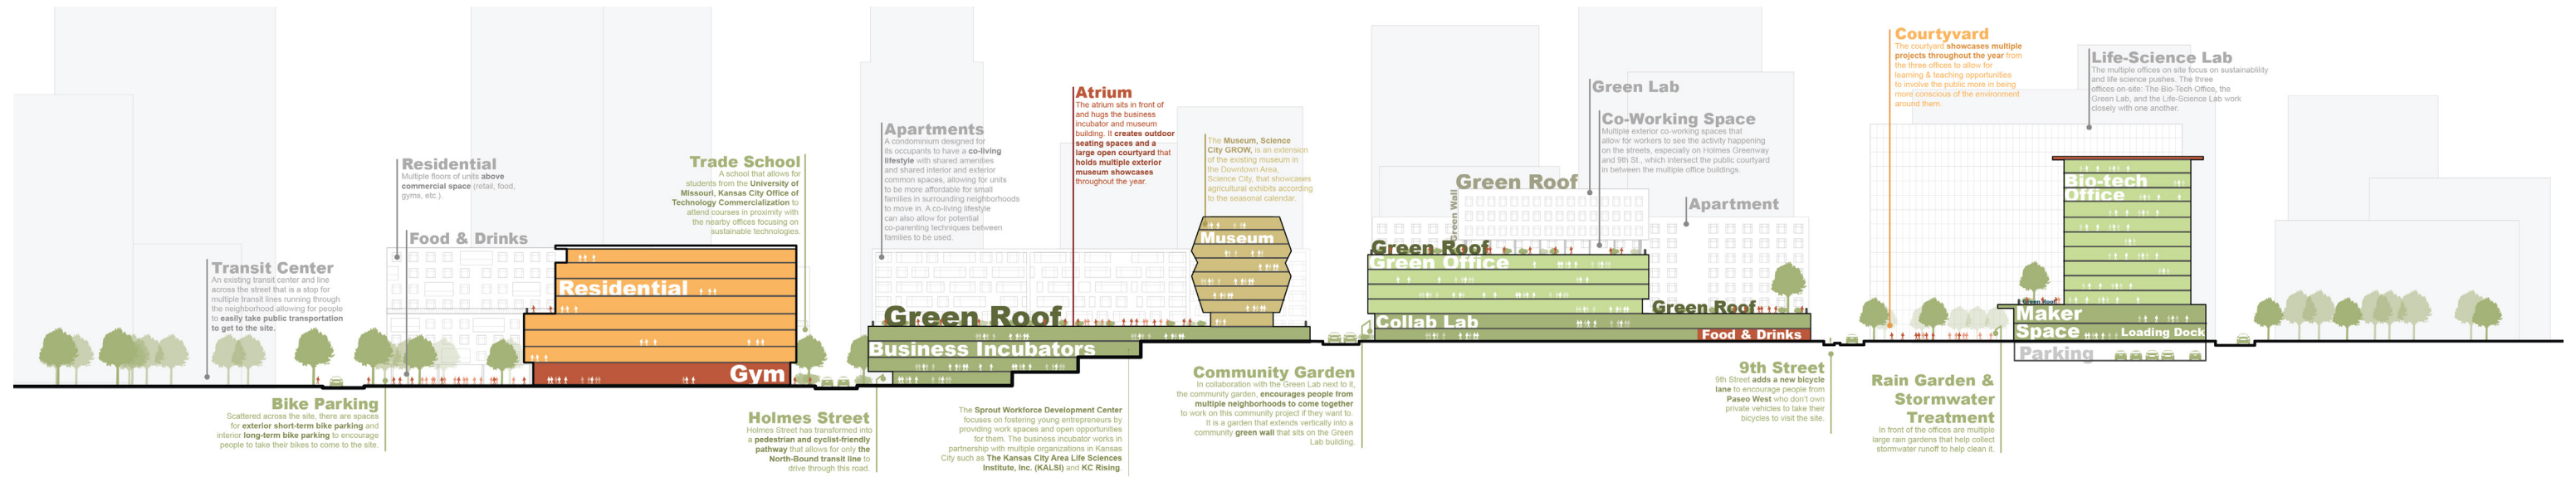 Transit Center
An existing transit center and line
across the street that is a stop for
multiple transit lines running through
the neighborhood allowing for people
to easily take public transportation
to get to the site.
Residential
Multiple floors of units above
commercial space (retail, food,
gyms, etc.).
Food & Drinks
Bike Parking
Scattered across the site, there are spaces
for exterior short-term bike parking and
interior long-term bike parking to encourage
people to take their bikes to come to the site.
Residential
Gym
Trade School
A school that allows for
students from the University of
Missouri, Kansas City Office of
Technology Commercialization to
attend courses in proximity with
the nearby offices focusing on
sustainable technologies.
Holmes Street
Holmes Street has transformed into
a pedestrian and cyclist-friendly
pathway that allows for only the
North-Bound transit line to
drive through this road.
Apartments
A condominium designed for
its occupants to have a co-living
lifestyle with shared amenities
and shared interior and exterior
common spaces, allowing for units
to be more affordable for small
families in surrounding neighborhoods
to move in. A co-living lifestyle
can also allow for potential
co-parenting techniques between
families to be used.
Green Roof
Business Incubators
The Sprout Workforce Development Center
focuses on fostering young entrepreneurs by
providing work spaces and open opportunities
for them. The business incubator works in
partnership with multiple organizations in Kansas
City such as The Kansas City Area Life Sciences
Institute, Inc. (KALSI) and KC Rising.
Atrium
The atrium sits in front of
and hugs the business
incubator and museum
building. It creates outdoor
seating spaces and a
large open courtyard that
holds multiple exterior
museum showcases
throughout the year.
The Museum, Science
City GROW, is an extension
of the existing museum in
the Downtown Area,
Science City, that showcases
agricultural exhibits according
to the seasonal calendar.
Museum
Community Garden
In collaboration with the Green Lab next to it,
the community garden, encourages people from
multiple neighborhoods to come together
to work on this community project if they want to.
It is a garden that extends vertically into a
community green wall that sits on the Green
Lab building.
Green Roof
Green Wall
Green Roof
Green Office
Collab Lab
Green Lab
Co-Working Space
Multiple exterior co-working spaces that
allow for workers to see the activity happening
on the streets, especially on Holmes Greenway
and 9th St., which intersect the public courtyard
in between the multiple office buildings.
Apartment
Green Roof
Food & Drinks
9th Street
9th Street adds a new bicycle
lane to encourage people from
Paseo West who don't own
private vehicles to take their
bicycles to visit the site.
Courtyvard
The courtyard showcases multiple
projects throughout the year from
the three offices to allow for
learning & teaching opportunities
to involve the public more in being
more conscious of the environment
around them.
Rain Garden &
Stormwater
Treatment
In front of the offices are multiple
large rain gardens that help collect
stormwater runoff to help clean it.
Life-Science Lab
The multiple offices on site focus on sustainablility
and life science pushes. The three
offices on-site: The Bio-Tech Office, the
Green Lab, and the Life-Science Lab work
closely with one another.
Bio-tech
Office
Green Roof
Maker
Space
Loading Dock
Parking